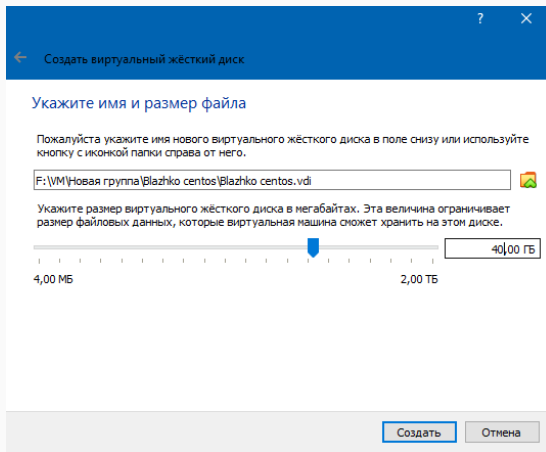 ?
Создать виртуальный жёсткий диск
Укажите имя и размер файла
Пожалуйста укажите имя нового виртуального жёсткого диска в поле снизу или используйте
кнопку с иконкой папки справа от него.
F:\VM\Новая группа\Blazhko centos\Blazhko centos.vdi
Укажите размер виртуального жёсткого диска в мегабайтах. Эта величина ограничивает
размер файловых данных, которые виртуальная машина сможет хранить на этом диске.
40,00 ГБ
4,00 МБ 2,00 ТБ
Создать Отмена